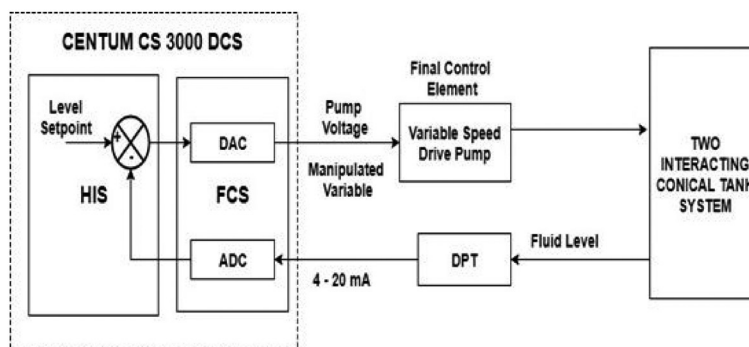 CENTUM CS 3000 DCS
Level
Setpoint
+
-
HIS
DAC
FCS
ADC
Pump
Voltage
Manipulated
Variable
4 - 20 mA
Final Control
Element
Variable Speed
Drive Pump
DPT
Fluid Level
TWO
INTERACTING
CONICAL TANK
SYSTEM